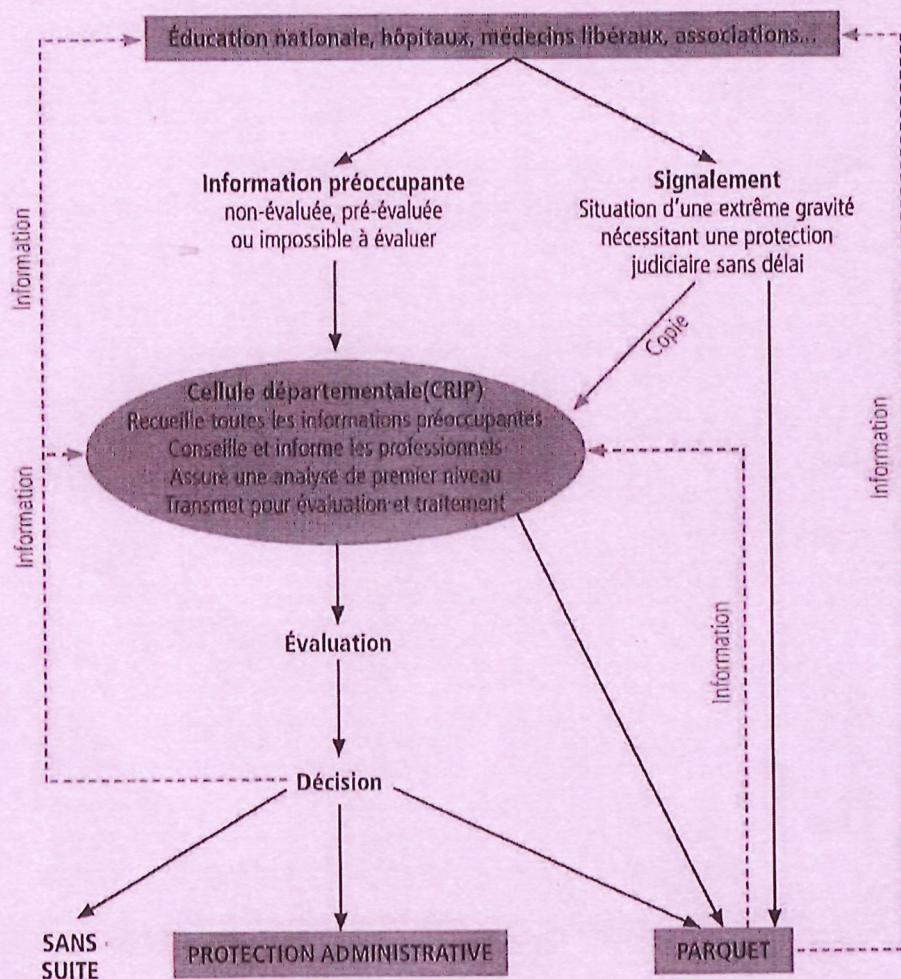 Éducation nationale, hôpitaux, médecins libéraux, associations...
Information préoccupante
non-évaluée, pré-évaluée
ou impossible à évaluer
Signalement
Situation d'une extrême gravité
nécessitant une protection
judiciaire sans délai
Information
Copie
Cellule départementale(CRIP)
Recueille toutes les informations préoccupantes
Conseille et informe les professionnels
Assure une analyse de premier niveau
Transmet pour évaluation et traitement
Information
Information
Évaluation
Information
Décision
SANS
SUITE
PROTECTION ADMINISTRATIVE
PARQUET